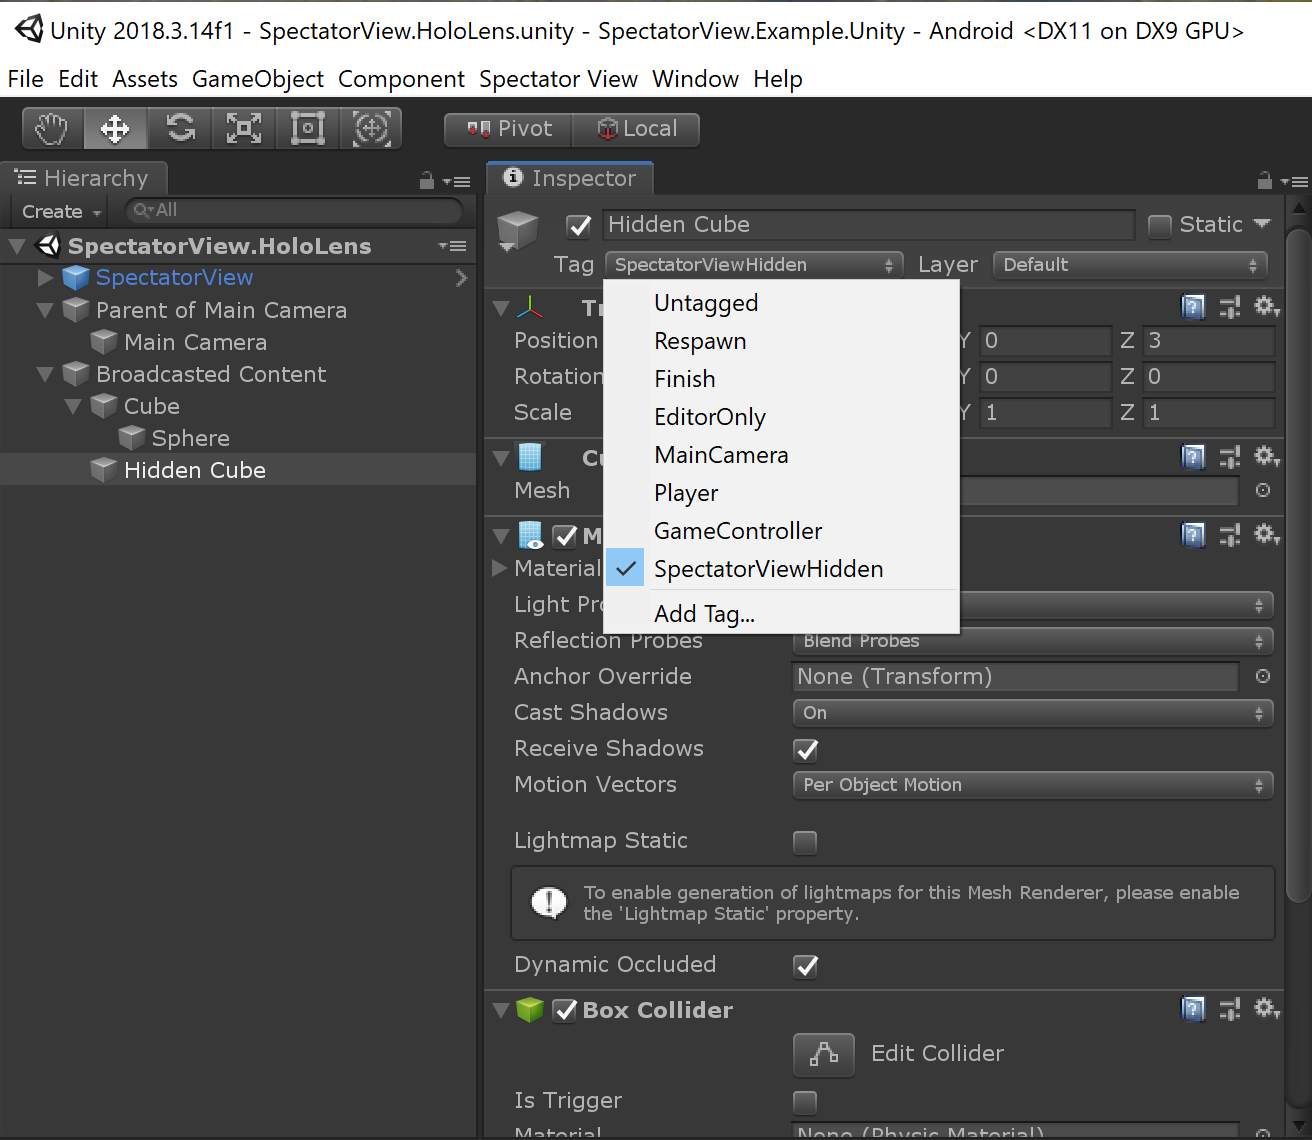 Unity 2018.3.14f1 - SpectatorView.HoloLens.unity - SpectatorView.Example.Unity - Android <DX11 on DX9 GPU>
File Edit Assets GameObject Component Spectator View Window Help
Pivot Local
Hierarchy
Create All
SpectatorView.HoloLens
SpectatorView
Parent of Main Camera
Main Camera
Broadcasted Content
Cube
Sphere
Hidden Cube
Inspector
Hidden Cube Static
Tag SpectatorViewHidden Layer Default
Untagged
Respawn
Finish
EditorOnly
MainCamera
Player
GameController
SpectatorViewHidden
Add Tag...
Position Y 0 Z 3
Rotation Y 0 Z 0
Scale Y 1 Z 1
Mesh
Material
Light
Reflection Probes Blend Probes
Anchor Override None (Transform)
Cast Shadows On
Receive Shadows
Motion Vectors Per Object Motion
Lightmap Static
To enable generation of lightmaps for this Mesh Renderer, please enable
the 'Lightmap Static' property.
Dynamic Occluded
Box Collider
Edit Collider
Is Trigger
Material None (Physic Material)